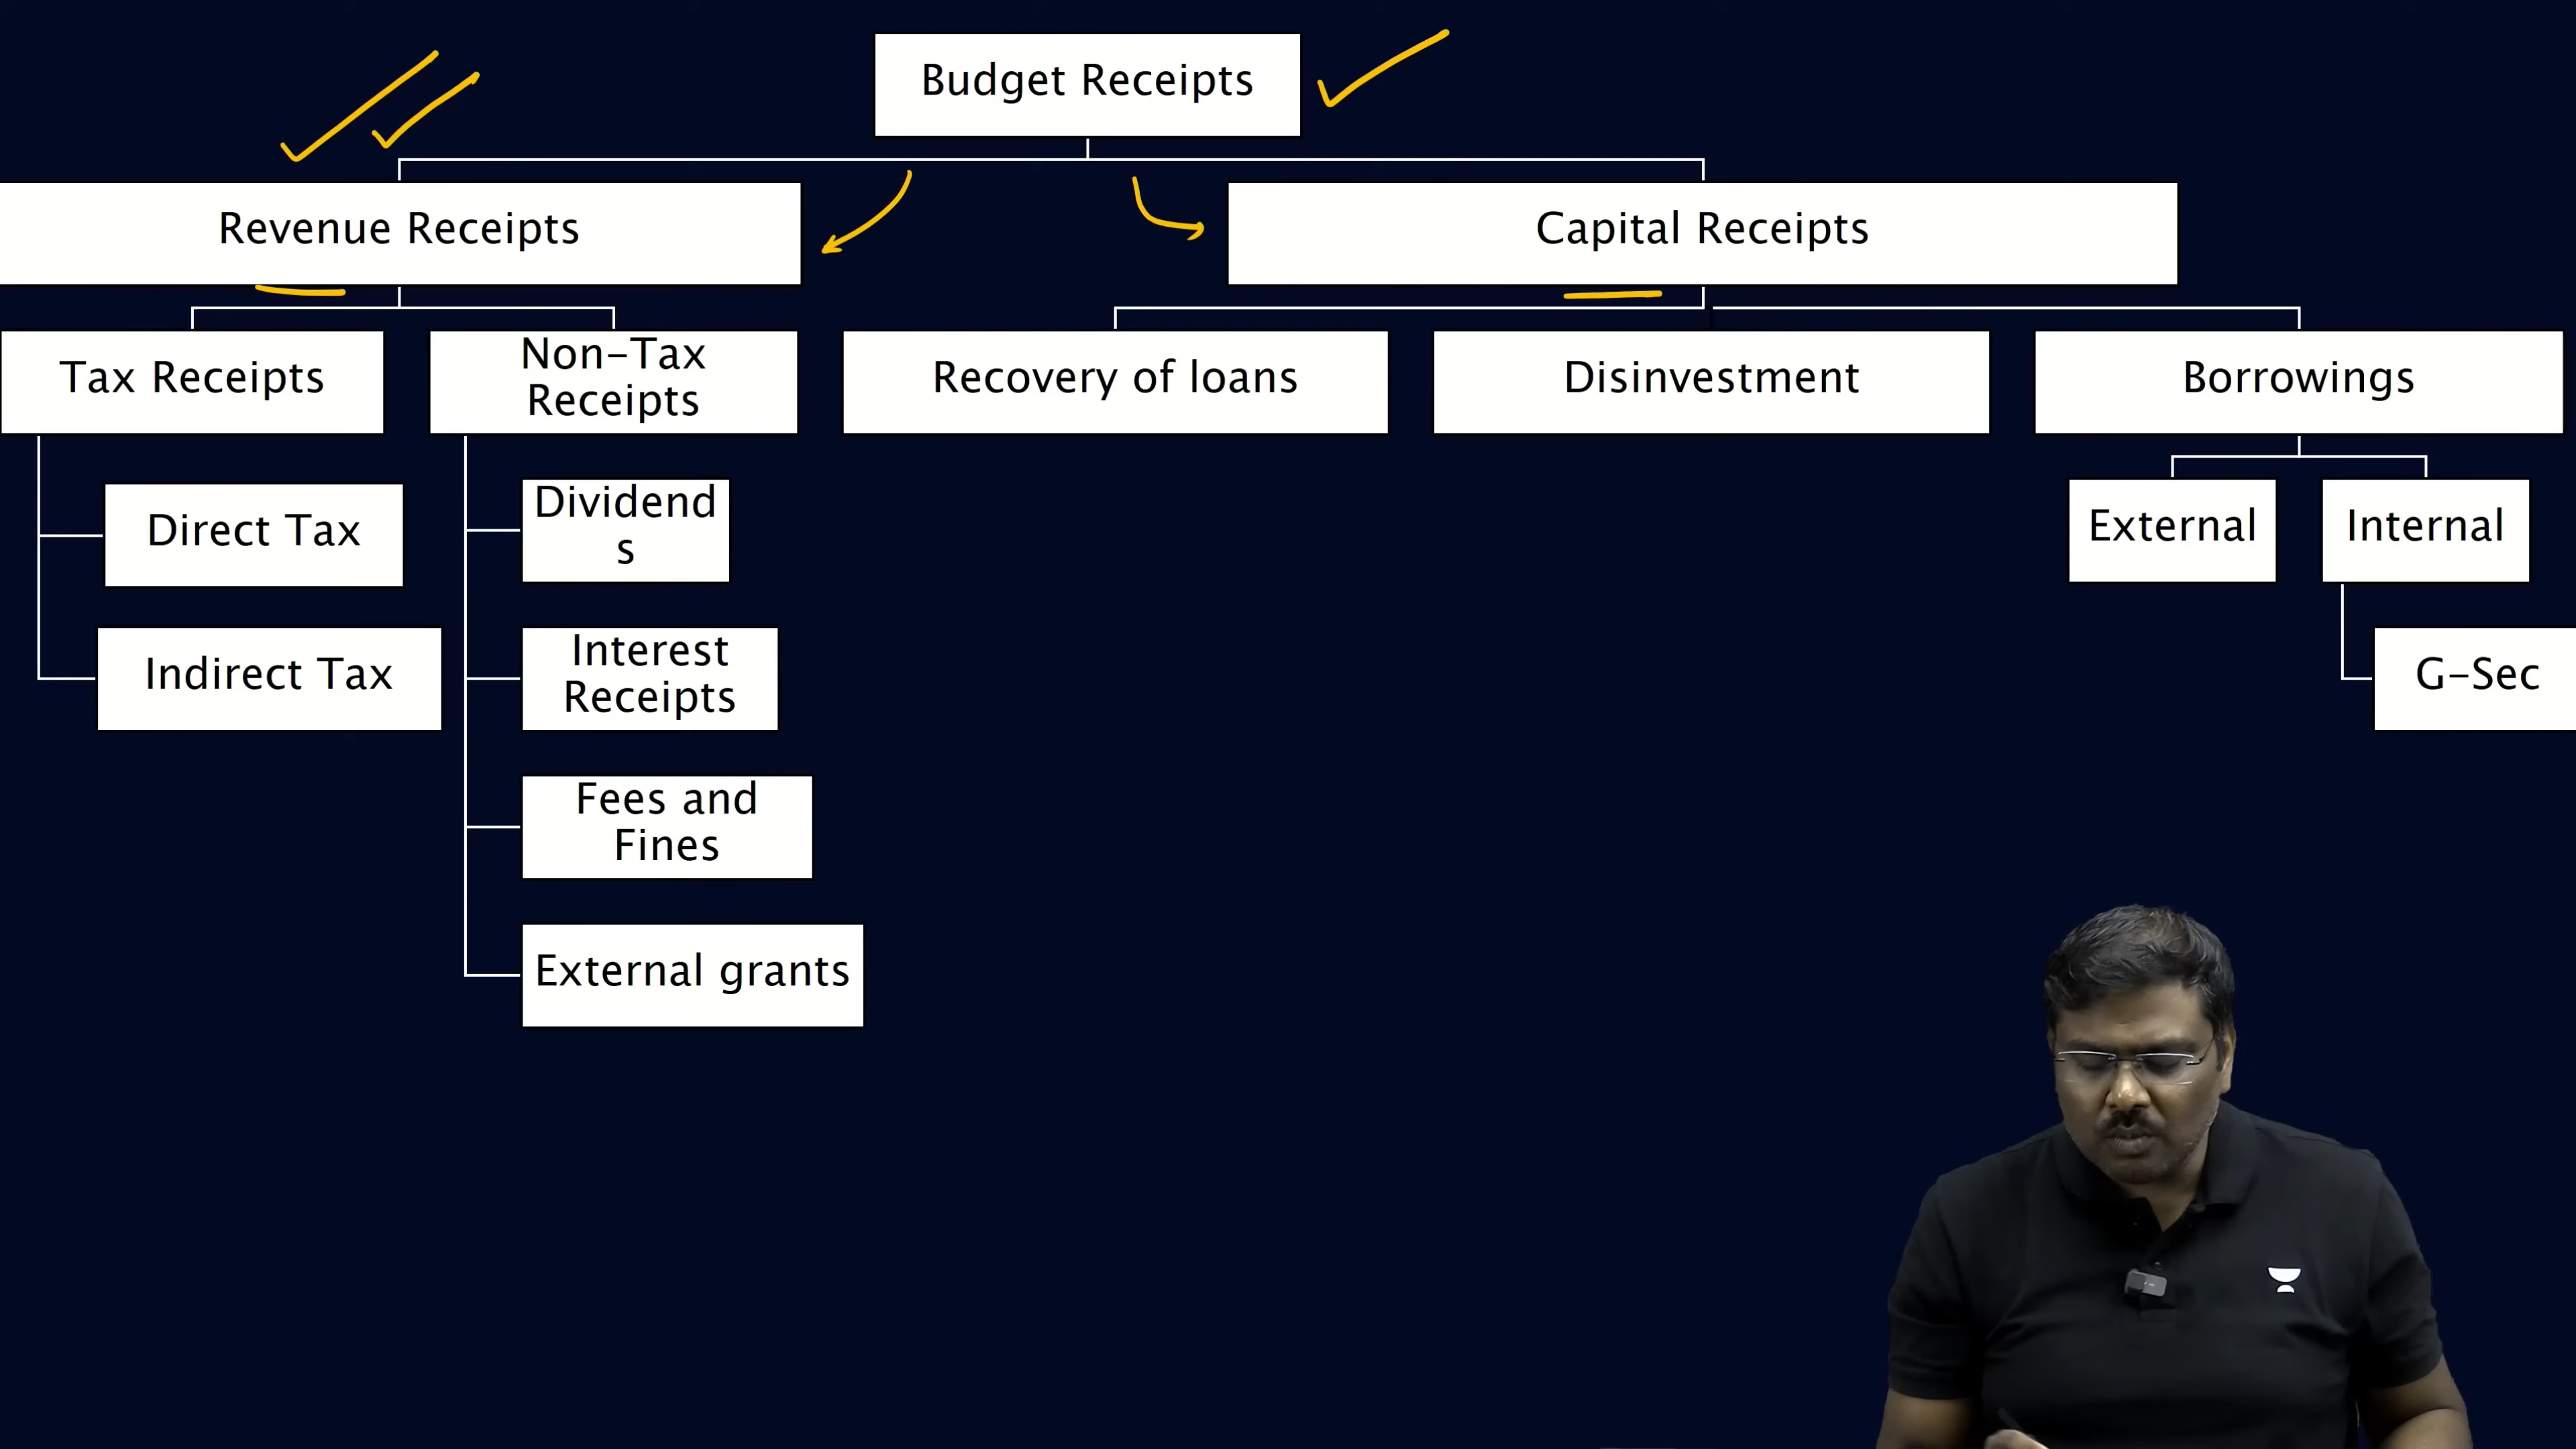 Budget Receipts
Revenue Receipts
Capital Receipts
Tax Receipts
Non-Tax
Receipts
Recovery of loans
Disinvestment
Borrowings
Direct Tax
Indirect Tax
Dividend
s
Interest
Receipts
Fees and
Fines
External grants
External
Internal
G-Sec